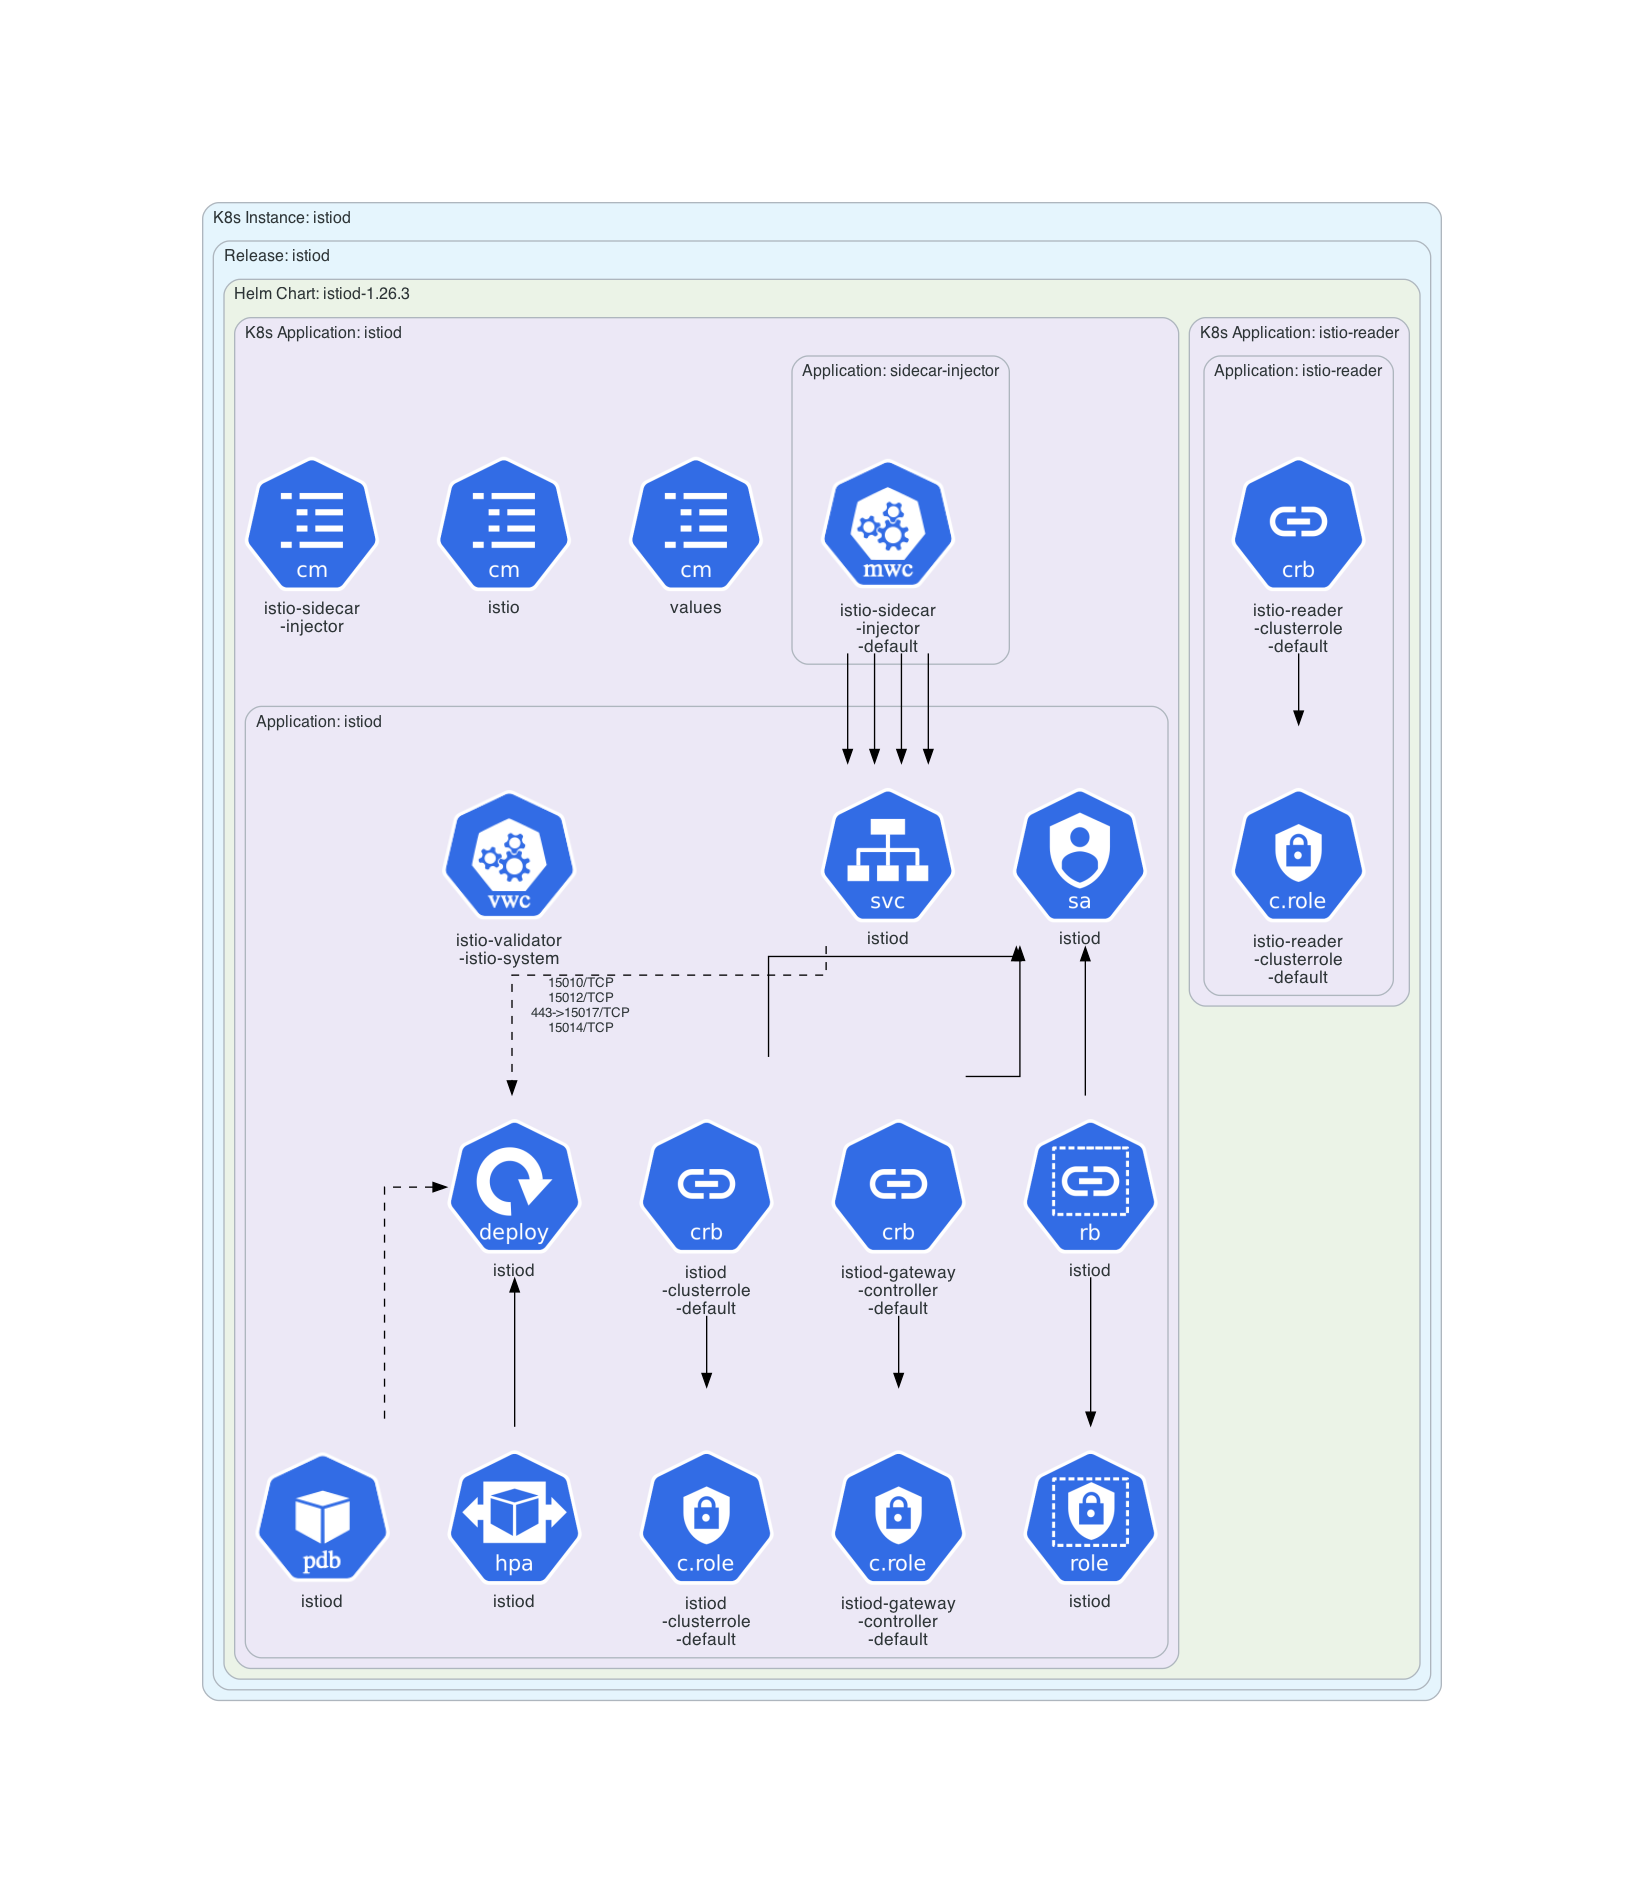 K8s Instance: istiod
Release: istiod
Helm Chart: istiod-1.26.3
K8s Application: istiod
K8s Application: istio-reader
Application: sidecar-injector
Application: istio-reader
cm
istio-sidecar
-injector
cm
istio
cm
values
mwc
istio-sidecar
-injector
-default
crb
istio-reader
-clusterrole
-default
Application: istiod
vwc
istio-validator
-istio-system
svc
istiod
sa
istiod
c.role
istio-reader
-clusterrole
-default
15010/TCP
15012/TCP
443->15017/TCP
15014/TCP
deploy
istiod
crb
istiod
-clusterrole
-default
crb
istiod-gateway
-controller
-default
rb
istiod
pdb
istiod
hpa
istiod
c.role
istiod
-clusterrole
-default
c.role
istiod-gateway
-controller
-default
role
istiod